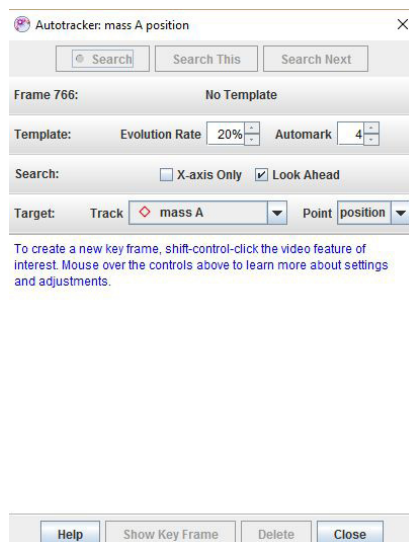 Autotracker: mass A position
Search Search This Search Next
Frame 766: No Template
Template: Evolution Rate 20% Automark 4
Search: X-axis Only Look Ahead
Target: Track mass A Point position
To create a new key frame, shift-control-click the video feature of
interest. Mouse over the controls above to learn more about settings
and adjustments.
Help Show Key Frame Delete Close